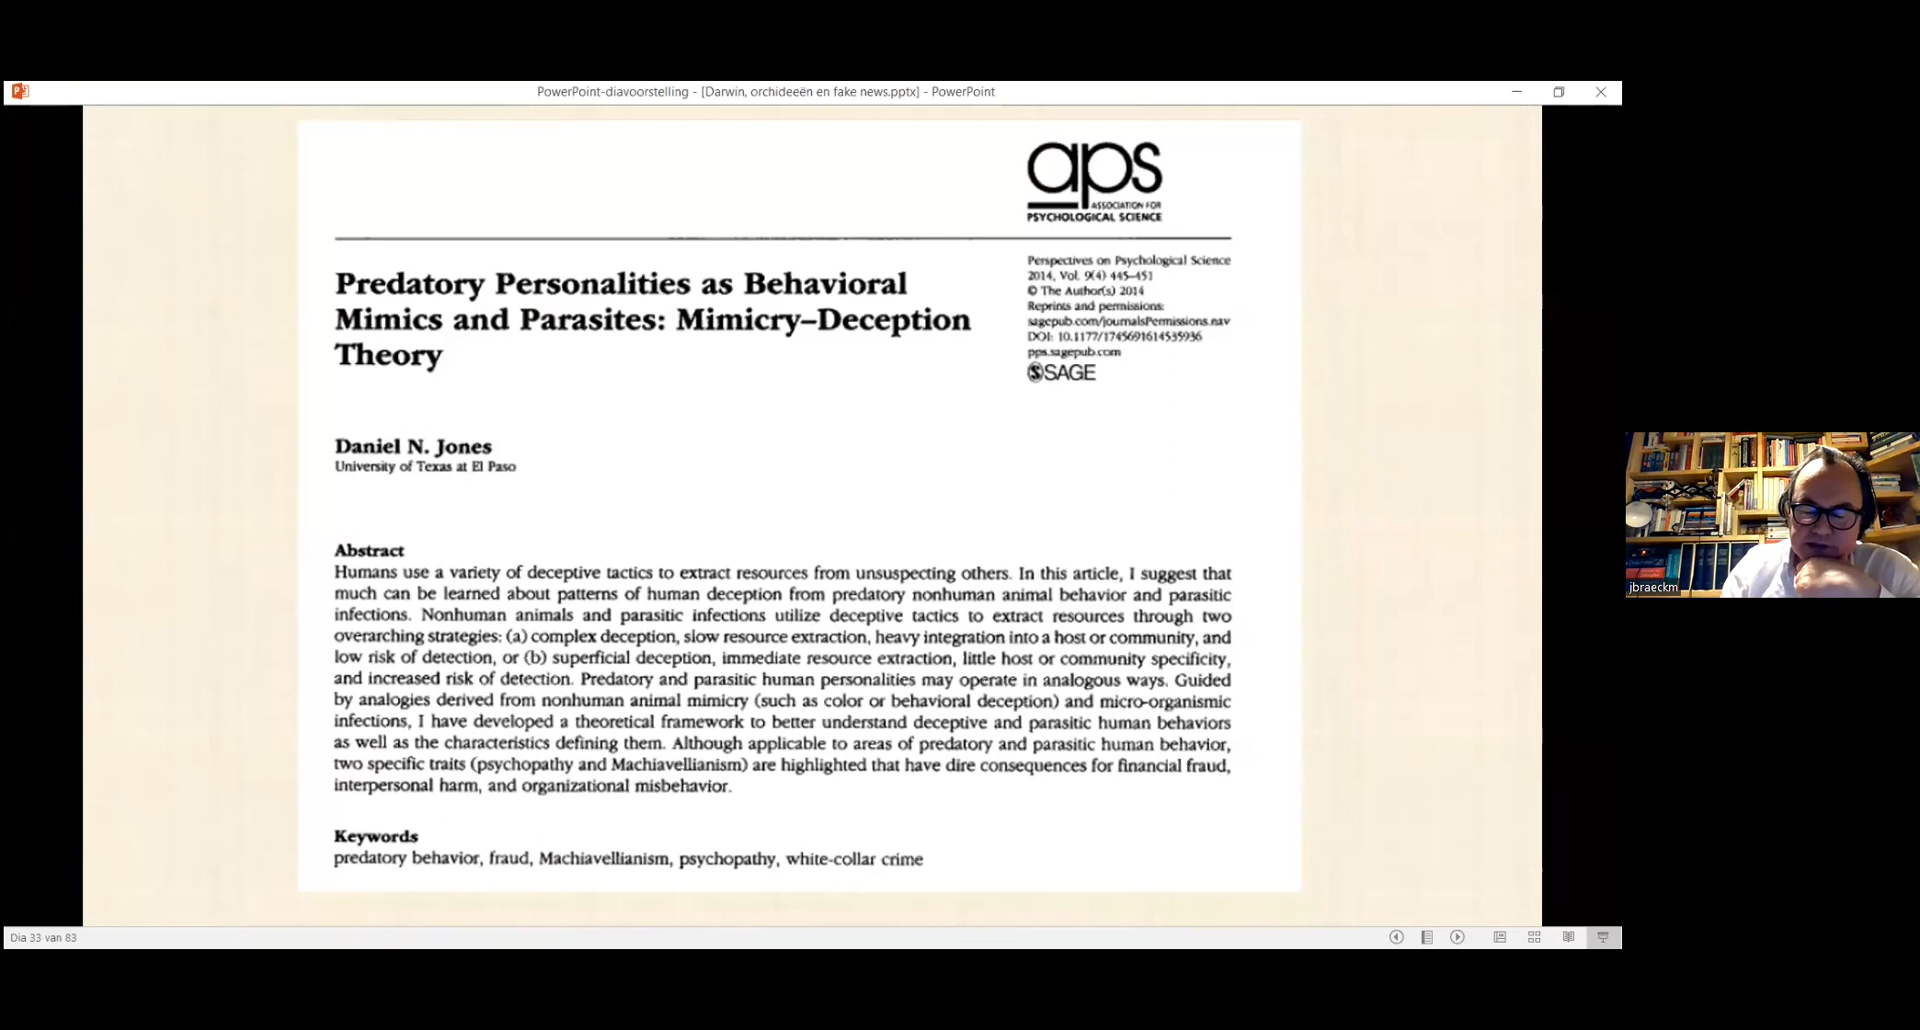 PowerPoint-diavoorstelling - [Darwin, orchideeën en fake news.pptx] - PowerPoint
aps
ASSOCIATION FOR
PSYCHOLOGICAL SCIENCE
Predatory Personalities as Behavioral
Mimics and Parasites: Mimicry–Deception
Theory
Perspectives on Psychological Science
2014, Vol. 9(4) 445–451
© The Author(s) 2014
Reprints and permissions:
sagepub.com/journalsPermissions.nav
DOI: 10.1177/1745691614535936
pps.sagepub.com
SAGE
Daniel N. Jones
University of Texas at El Paso
Abstract
Humans use a variety of deceptive tactics to extract resources from unsuspecting others. In this article, I suggest that
much can be learned about patterns of human deception from predatory nonhuman animal behavior and parasitic
infections. Nonhuman animals and parasitic infections utilize deceptive tactics to extract resources through two
overarching strategies: (a) complex deception, slow resource extraction, heavy integration into a host or community, and
low risk of detection, or (b) superficial deception, immediate resource extraction, little host or community specificity,
and increased risk of detection. Predatory and parasitic human personalities may operate in analogous ways. Guided
by analogies derived from nonhuman animal mimicry (such as color or behavioral deception) and micro-organismic
infections, I have developed a theoretical framework to better understand deceptive and parasitic human behaviors
as well as the characteristics defining them. Although applicable to areas of predatory and parasitic human behavior,
two specific traits (psychopathy and Machiavellianism) are highlighted that have dire consequences for financial fraud,
interpersonal harm, and organizational misbehavior.
Keywords
predatory behavior, fraud, Machiavellianism, psychopathy, white-collar crime
jbraeckm
Dia 33 van 83